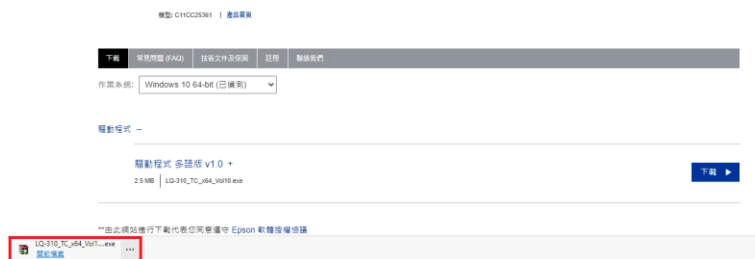 機型: C11CC25361 | 產品首頁
下載 常見問題 (FAQ) 技術文件及保固 註冊 聯絡我們
作業系統: Windows 10 64-bit (已偵測)
驅動程式 −
驅動程式 多語版 v1.0 +
2.5 MB | LQ-310_TC_x64_Vol10.exe
下載
**由此網站進行下載代表您同意遵守 Epson 軟體授權協議
LQ-310_TC_x64_Vol1....exe
開啟檔案
...